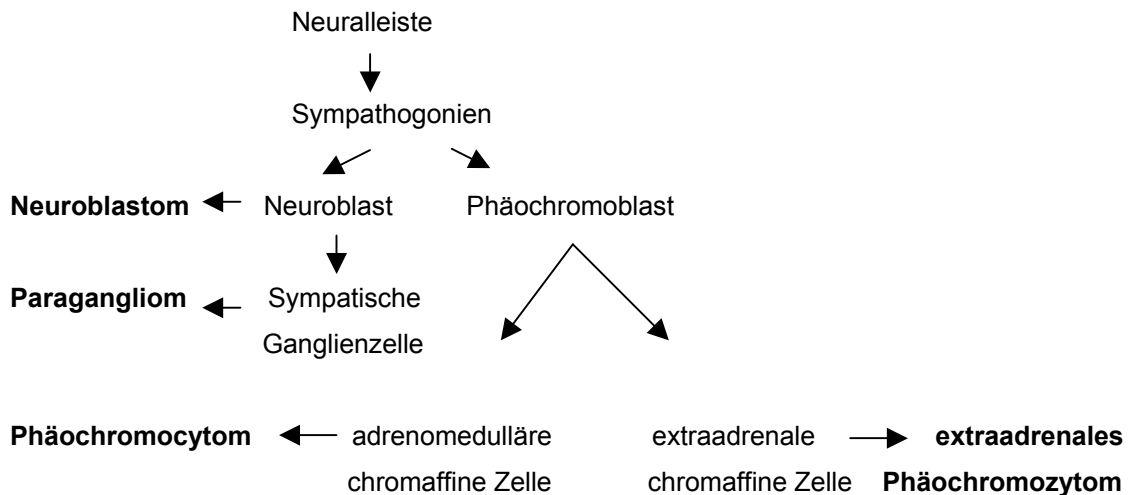 Neuralleiste
Sympathogonien
Neuroblastom Neuroblast Phäochromoblast
Paragangliom Sympatische
Ganglienzelle
Phäochromocytom adrenomedulläre extraadrenale extraadrenales
chromaffine Zelle chromaffine Zelle Phäochromozytom